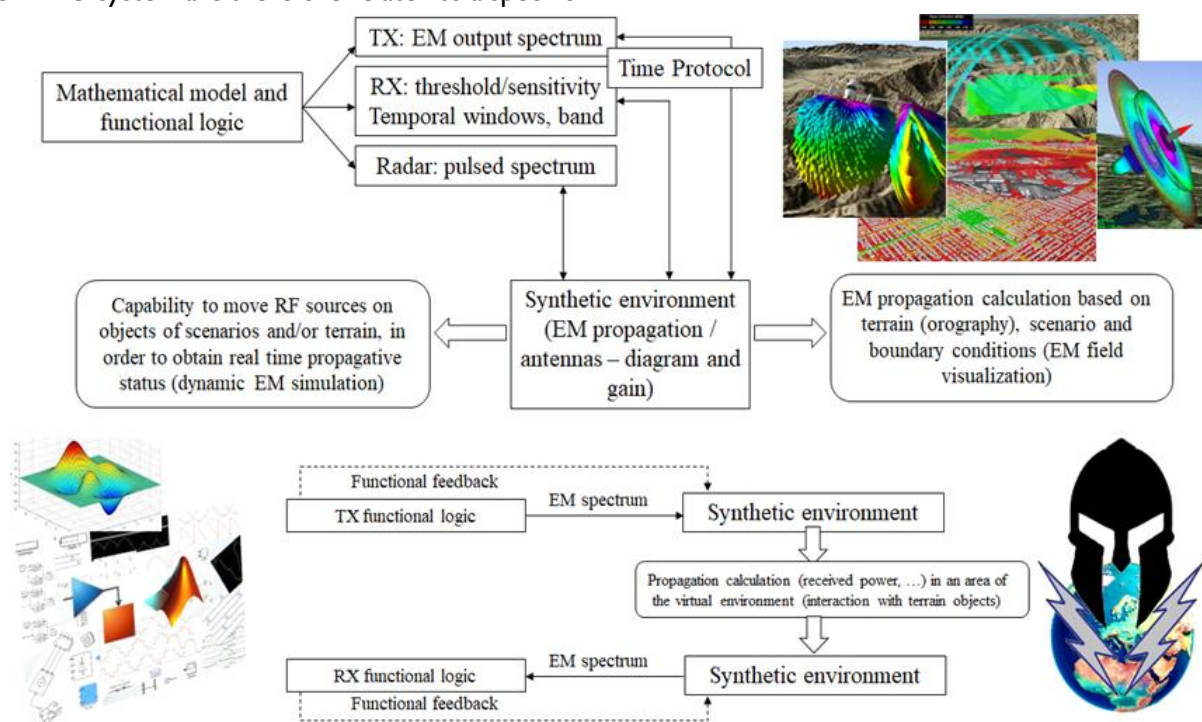 TX: EM output spectrum
Time Protocol
Mathematical model and
functional logic
RX: threshold/sensitivity
Temporal windows, band
Radar: pulsed spectrum
Capability to move RF sources on
objects of scenarios and/or terrain, in
order to obtain real time propagative
status (dynamic EM simulation)
Synthetic environment
(EM propagation /
antennas – diagram and
gain)
EM propagation calculation based on
terrain (orography), scenario and
boundary conditions (EM field
visualization)
Functional feedback
TX functional logic
EM spectrum
Synthetic environment
Propagation calculation (received power, ...) in an area of
the virtual environment (interaction with terrain objects)
RX functional logic
EM spectrum
Synthetic environment
Functional feedback